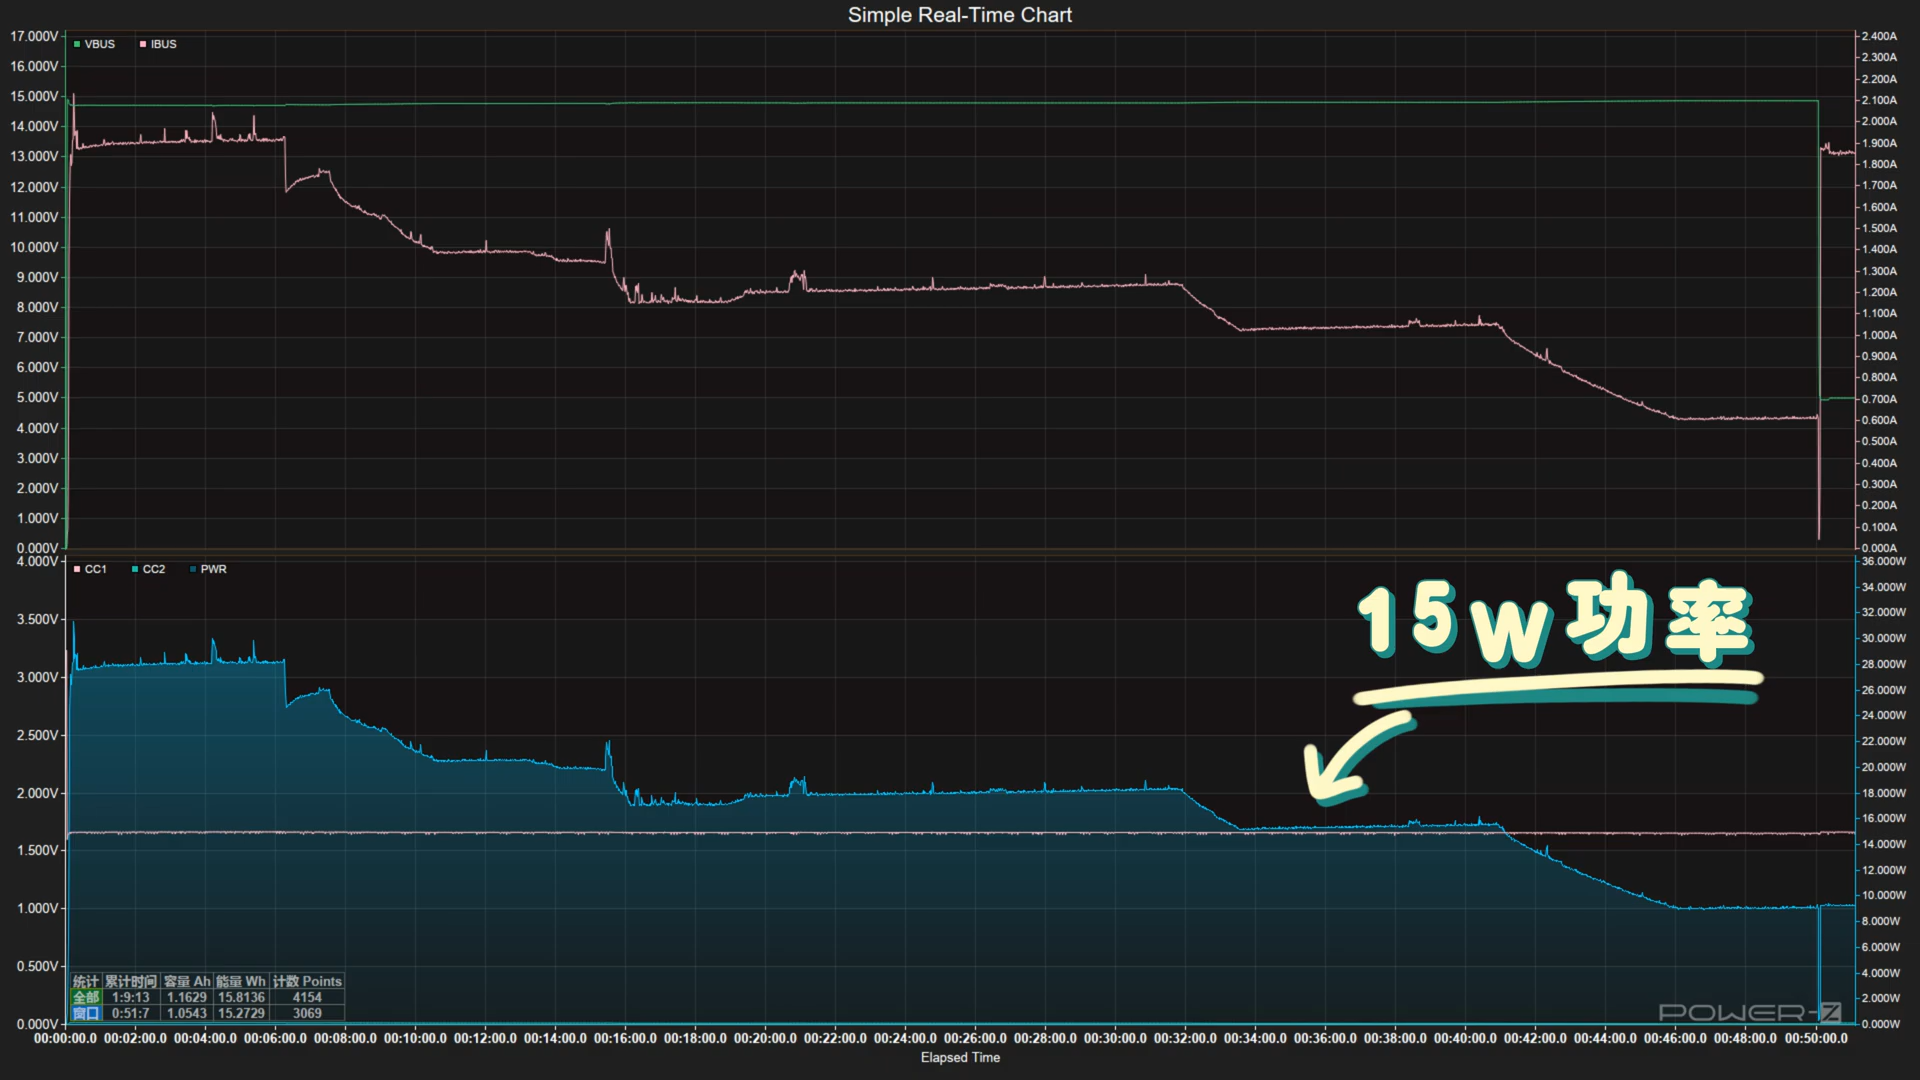 Simple Real-Time Chart
17.000V
16.000V
15.000V
14.000V
13.000V
12.000V
11.000V
10.000V
9.000V
8.000V
7.000V
6.000V
5.000V
4.000V
3.000V
2.000V
1.000V
0.000V
VBUS IBUS
2.400A
2.300A
2.200A
2.100A
2.000A
1.900A
1.800A
1.700A
1.600A
1.500A
1.400A
1.300A
1.200A
1.100A
1.000A
0.900A
0.800A
0.700A
0.600A
0.500A
0.400A
0.300A
0.200A
0.100A
0.000A
4.000V
3.500V
3.000V
2.500V
2.000V
1.500V
1.000V
0.500V
0.000V
CC1 CC2 PWR
15W功率
36.000W
34.000W
32.000W
30.000W
28.000W
26.000W
24.000W
22.000W
20.000W
18.000W
16.000W
14.000W
12.000W
10.000W
8.000W
6.000W
4.000W
2.000W
0.000W
统计 累计时间 容量 Ah 能量 Wh 计数 Points
全部 1:9:13 1.1629 15.8136 4154
窗口 0:51:7 1.0543 15.2729 3069
POWER-Z
00:00:00.0 00:02:00.0 00:04:00.0 00:06:00.0 00:08:00.0 00:10:00.0 00:12:00.0 00:14:00.0 00:16:00.0 00:18:00.0 00:20:00.0 00:22:00.0 00:24:00.0 00:26:00.0 00:28:00.0 00:30:00.0 00:32:00.0 00:34:00.0 00:36:00.0 00:38:00.0 00:40:00.0 00:42:00.0 00:44:00.0 00:46:00.0 00:48:00.0 00:50:00.0
Elapsed Time